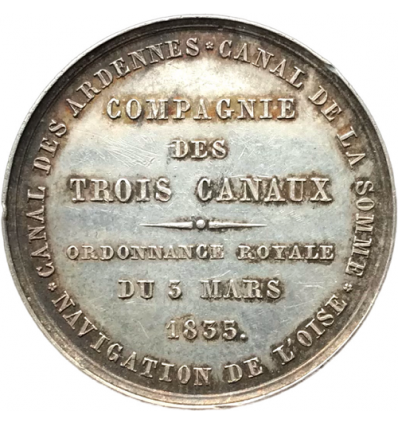 CANAL DES ARDENNES * CANAL DE LA SOMME * NAVIGATION DE L'OISE *
COMPAGNIE
DES
TROIS CANAUX
ORDONNANCE ROYALE
DU 3 MARS
1835.